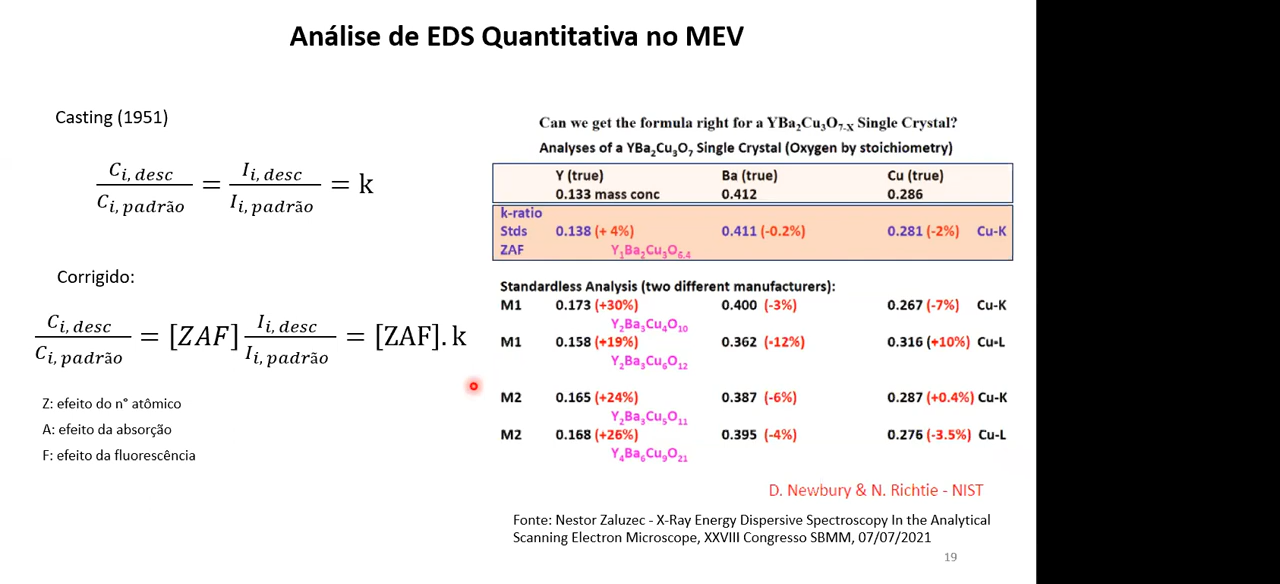 Análise de EDS Quantitativa no MEV
Casting (1951)
C i, desc / C i, padrão = I i, desc / I i, padrão = k
Corrigido:
C i, desc / C i, padrão = [ZAF] I i, desc / I i, padrão = [ZAF]. k
Z: efeito do n° atômico
A: efeito da absorção
F: efeito da fluorescência
Can we get the formula right for a YBa2Cu3O7-X Single Crystal?
Analyses of a YBa2Cu3O7 Single Crystal (Oxygen by stoichiometry)
Y (true) Ba (true) Cu (true)
0.133 mass conc 0.412 0.286
k-ratio
Stds 0.138 (+ 4%) 0.411 (-0.2%) 0.281 (-2%) Cu-K
ZAF Y1Ba2Cu3O6.4
Standardless Analysis (two different manufacturers):
M1 0.173 (+30%) 0.400 (-3%) 0.267 (-7%) Cu-K
Y2Ba3Cu4O10
M1 0.158 (+19%) 0.362 (-12%) 0.316 (+10%) Cu-L
Y2Ba3Cu6O12
M2 0.165 (+24%) 0.387 (-6%) 0.287 (+0.4%) Cu-K
Y2Ba3Cu5O11
M2 0.168 (+26%) 0.395 (-4%) 0.276 (-3.5%) Cu-L
Y4Ba6Cu9O21
D. Newbury & N. Richtie - NIST
Fonte: Nestor Zaluzec - X-Ray Energy Dispersive Spectroscopy In the Analytical
Scanning Electron Microscope, XXVIII Congresso SBMM, 07/07/2021
19